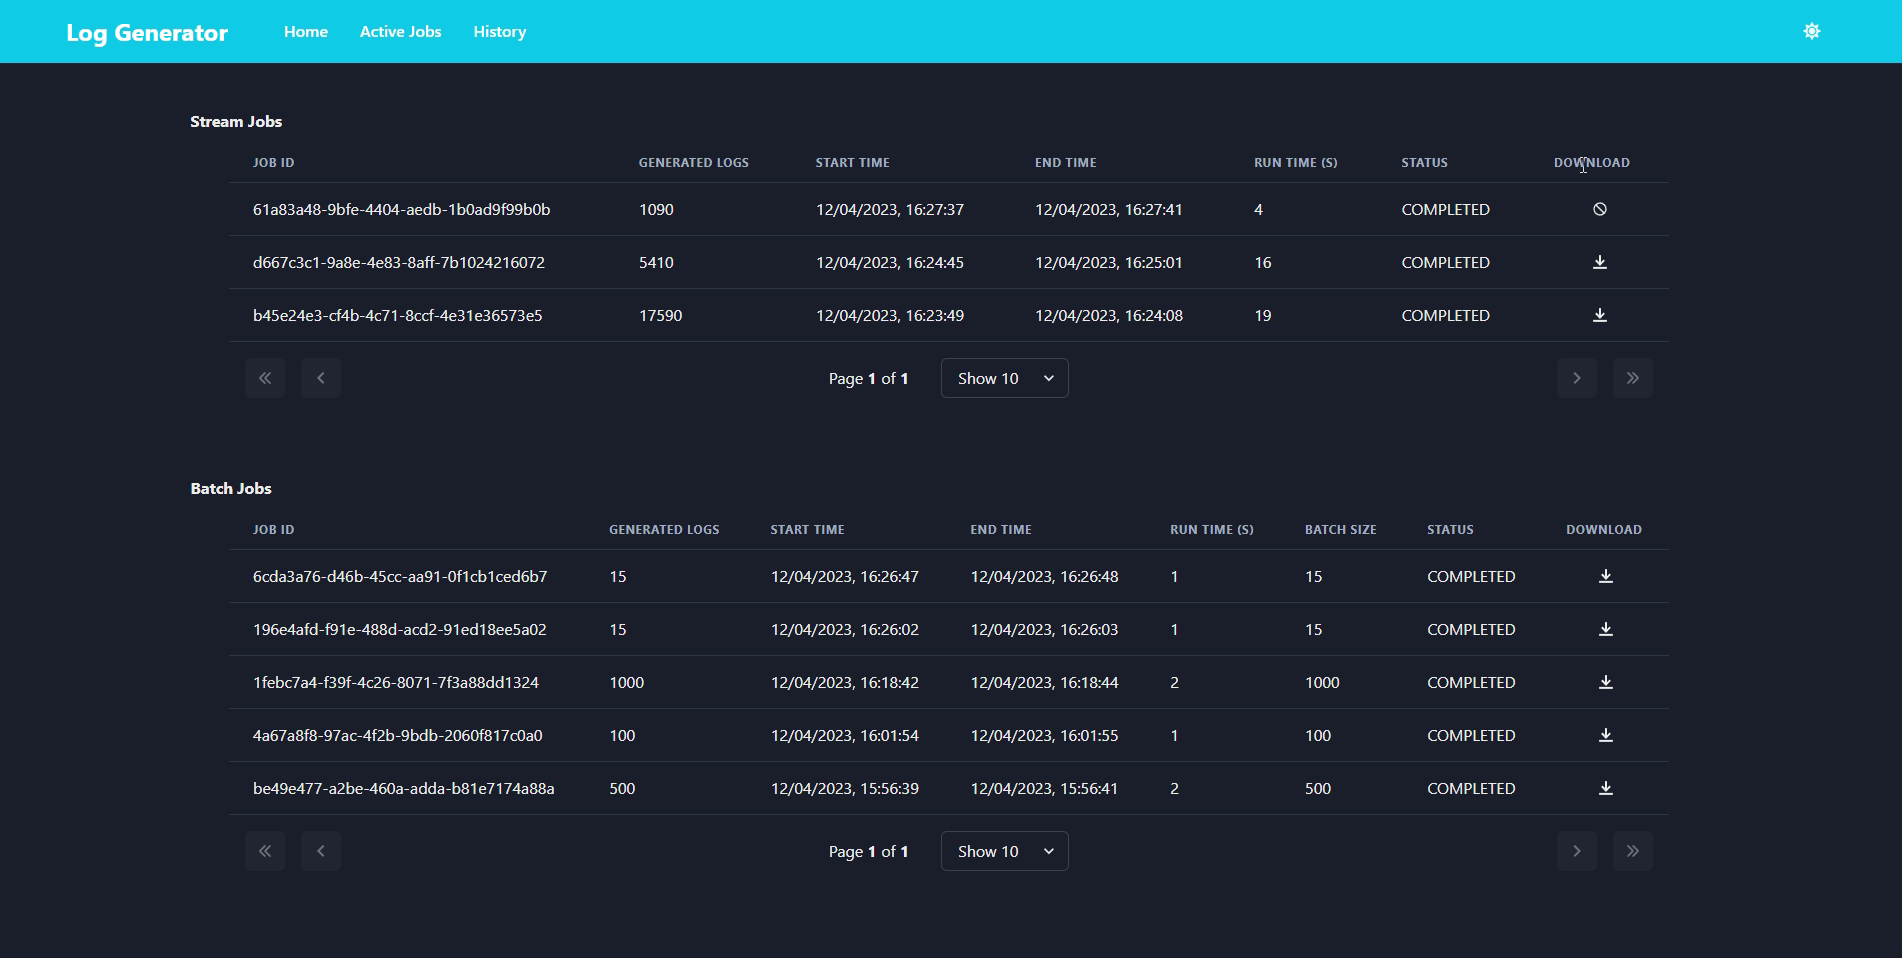 Log Generator Home Active Jobs History
Stream Jobs
JOB ID GENERATED LOGS START TIME END TIME RUN TIME (S) STATUS DOWNLOAD
61a83a48-9bfe-4404-aedb-1b0ad9f99b0b 1090 12/04/2023, 16:27:37 12/04/2023, 16:27:41 4 COMPLETED
d667c3c1-9a8e-4e83-8aff-7b1024216072 5410 12/04/2023, 16:24:45 12/04/2023, 16:25:01 16 COMPLETED
b45e24e3-cf4b-4c71-8ccf-4e31e36573e5 17590 12/04/2023, 16:23:49 12/04/2023, 16:24:08 19 COMPLETED
Page 1 of 1 Show 10
Batch Jobs
JOB ID GENERATED LOGS START TIME END TIME RUN TIME (S) BATCH SIZE STATUS DOWNLOAD
6cda3a76-d46b-45cc-aa91-0f1cb1ced6b7 15 12/04/2023, 16:26:47 12/04/2023, 16:26:48 1 15 COMPLETED
196e4afd-f91e-488d-acd2-91ed18ee5a02 15 12/04/2023, 16:26:02 12/04/2023, 16:26:03 1 15 COMPLETED
1febc7a4-f39f-4c26-8071-7f3a88dd1324 1000 12/04/2023, 16:18:42 12/04/2023, 16:18:44 2 1000 COMPLETED
4a67a8f8-97ac-4f2b-9bdb-2060f817c0a0 100 12/04/2023, 16:01:54 12/04/2023, 16:01:55 1 100 COMPLETED
be49e477-a2be-460a-adda-b81e7174a88a 500 12/04/2023, 15:56:39 12/04/2023, 15:56:41 2 500 COMPLETED
Page 1 of 1 Show 10